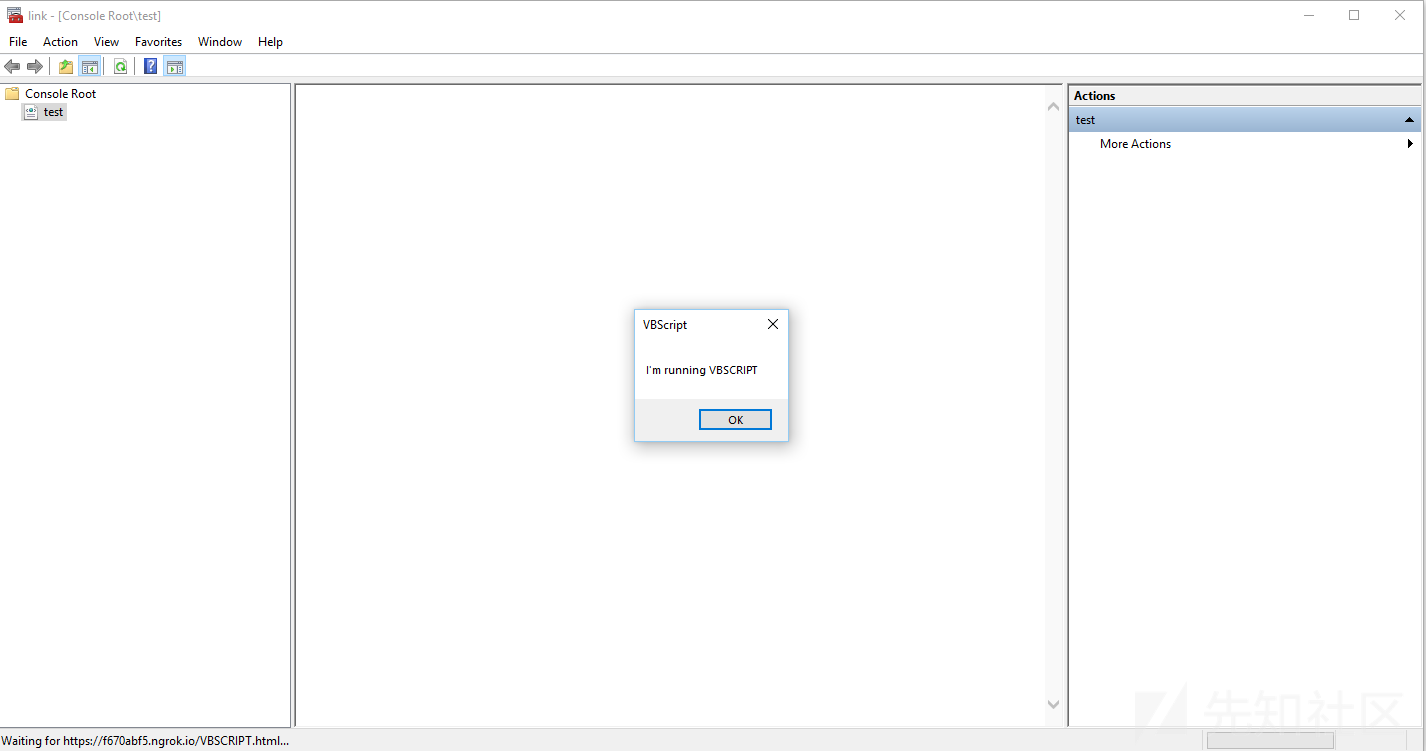 link - [Console Root\test]
File Action View Favorites Window Help
Console Root
test
Actions
test
More Actions
VBScript
I'm running VBSCRIPT
OK
Waiting for https://f670abf5.ngrok.io/VBSCRIPT.html...
先知社区